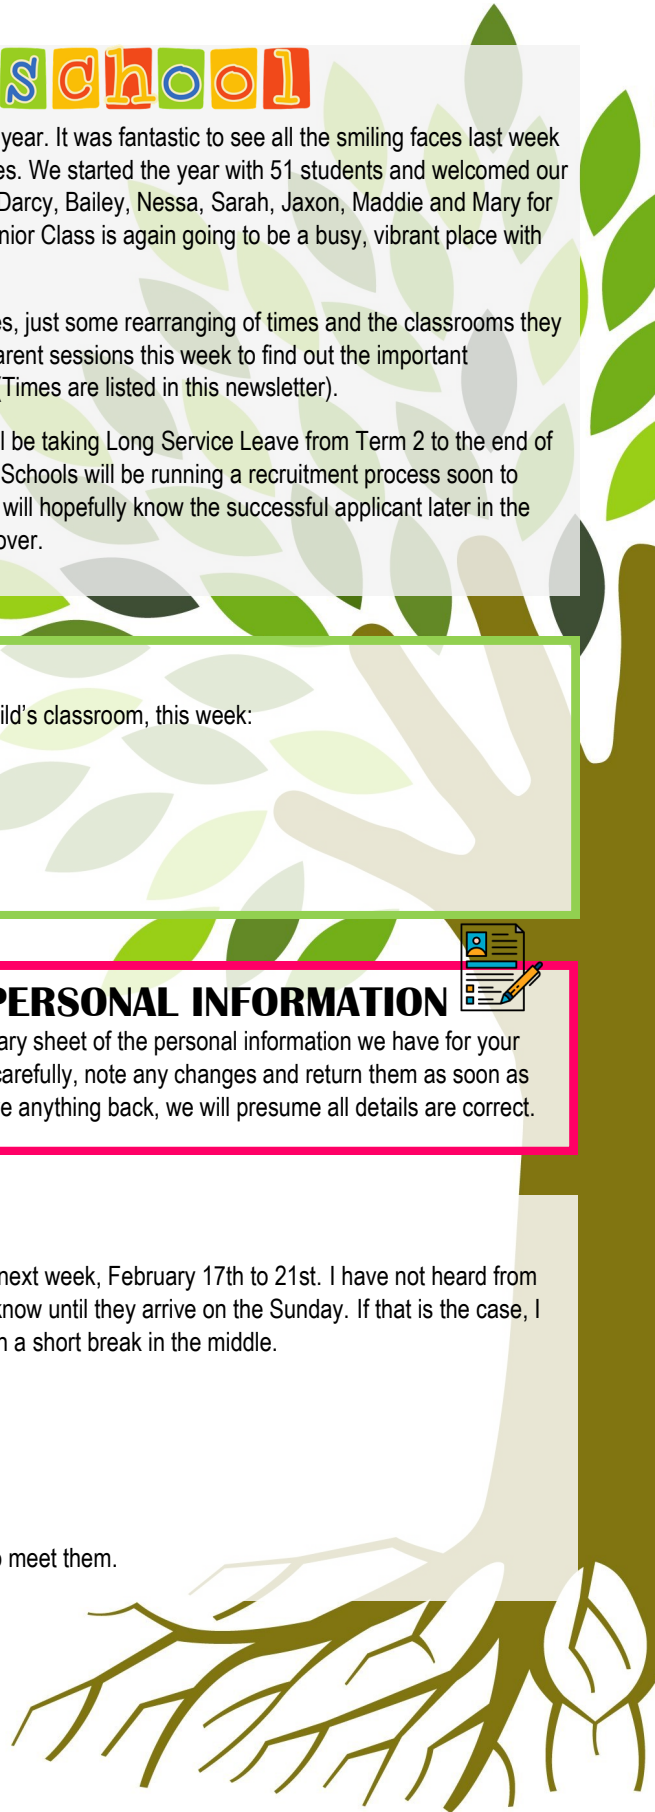 school
year. It was fantastic to see all the smiling faces last week
es. We started the year with 51 students and welcomed our
Darcy, Bailey, Nessa, Sarah, Jaxon, Maddie and Mary for
nior Class is again going to be a busy, vibrant place with
es, just some rearranging of times and the classrooms they
arent sessions this week to find out the important
(Times are listed in this newsletter).
l be taking Long Service Leave from Term 2 to the end of
Schools will be running a recruitment process soon to
will hopefully know the successful applicant later in the
over.
ild's classroom, this week:
PERSONAL INFORMATION
ary sheet of the personal information we have for your
carefully, note any changes and return them as soon as
e anything back, we will presume all details are correct.
next week, February 17th to 21st. I have not heard from
know until they arrive on the Sunday. If that is the case, I
h a short break in the middle.
o meet them.